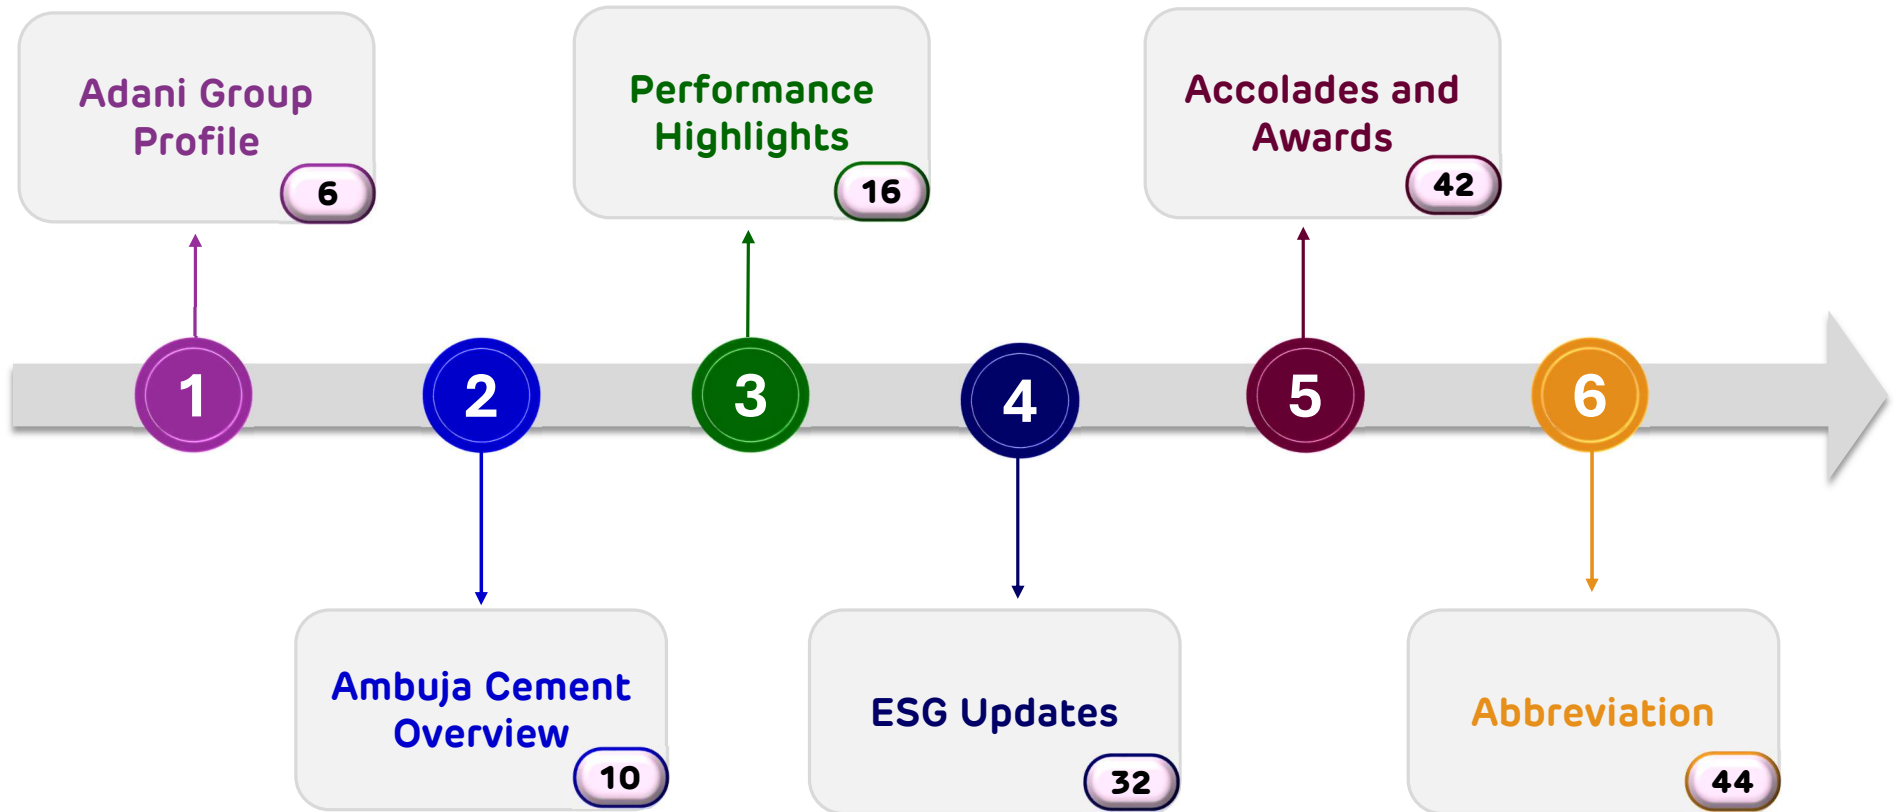 Adani Group
Profile
6
Performance
Highlights
16
Accolades and
Awards
42
1
2
3
4
5
6
Ambuja Cement
Overview
10
ESG Updates
32
Abbreviation
44